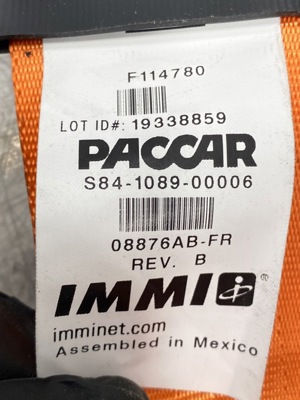 F114780
LOT ID#: 19338859
PACCAR
S84-1089-00006
08876AB-FR
REV. B
IMMI®
imminet.com
Assembled in Mexico